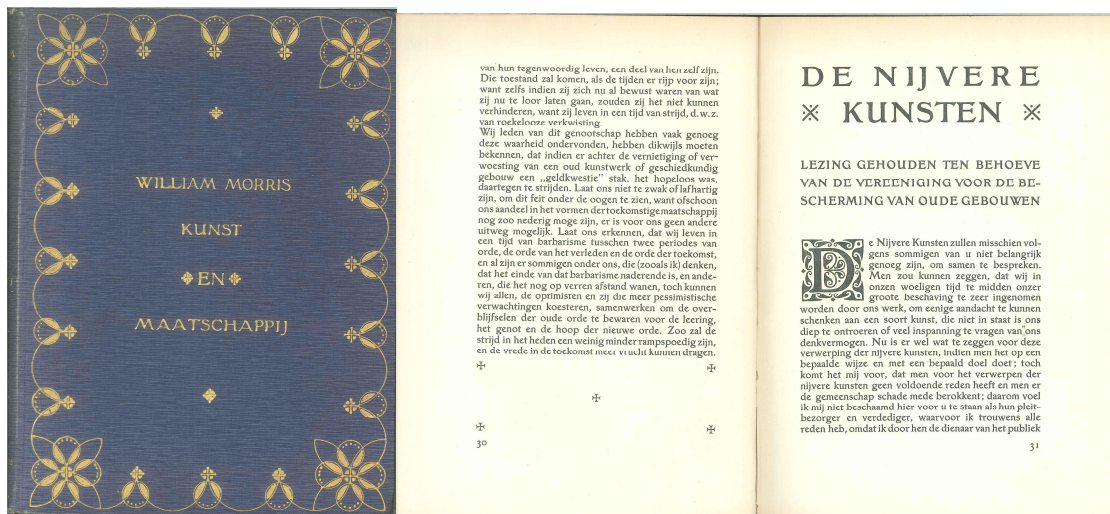 WILLIAM MORRIS
KUNST
EN
MAATSCHAPPIJ
van hun tegenwoordig leven, een deel van hen zelf zijn.
Die toestand zal komen, als de tijden er rijp voor zijn;
want zelfs indien zij zich nu al bewust waren van wat
zij nu te loor laten gaan, zouden zij het niet kunnen
verhinderen, want zij leven in een tijd van strijd, d.w.z.
van roekelooze verkwisting.
Wij leden van dit genootschap hebben vaak genoeg
deze waarheid ondervonden, hebben dikwijls moeten
bekennen, dat indien er achter de vernietiging of ver-
woesting van een oud kunstwerk of geschiedkundig
gebouw een „geldkwestie” stak, het hopeloos was,
daartegen te strijden. Laat ons niet te zwak of lafhartig
zijn, om dit feit onder de oogen te zien, want ofschoon
ons aandeel in het vormen der toekomstige maatschappij
nog zoo nederig moge zijn, er is voor ons geen andere
uitweg mogelijk. Laat ons erkennen, dat wij leven in
een tijd van barbarisme tusschen twee periodes van
orde, de orde van het verleden en de orde der toekomst,
en al zijn er sommigen onder ons, die (zooals ik) denken,
dat het einde van dat barbarisme naderende is, en ande-
ren, die het nog op verren afstand wanen, toch kunnen
wij allen, de optimisten en zij die meer pessimistische
verwachtingen koesteren, samenwerken om de over-
blijfselen der oude orde te bewaren voor de leering,
het genot en de hoop der nieuwe orde. Zoo zal de
strijd in het heden een weinig minder rampspoedig zijn,
en de vrede in de toekomst meer vrucht kunnen dragen.
30
DE NIJVERE
KUNSTEN
LEZING GEHOUDEN TEN BEHOEVE
VAN DE VEREENIGING VOOR DE BE-
SCHERMING VAN OUDE GEBOUWEN
De Nijvere Kunsten zullen misschien vol-
gens sommigen van u niet belangrijk
genoeg zijn, om samen te bespreken.
Men zou kunnen zeggen, dat wij in
onzen woeligen tijd te midden onzer
groote beschaving te zeer ingenomen
worden door ons werk, om eenige aandacht te kunnen
schenken aan een soort kunst, die niet in staat is ons
diep te ontroeren of veel inspanning te vragen van ons
denkvermogen. Nu is er wel wat te zeggen voor deze
verwerping der nijvere kunsten, indien men het op een
bepaalde wijze en met een bepaald doel doet; toch
komt het mij voor, dat men voor het verwerpen der
nijvere kunsten geen voldoende reden heeft en men er
de gemeenschap schade mede berokkent; daarom voel
ik mij niet beschaamd hier voor u te staan als hun pleit-
bezorger en verdediger, waarvoor ik trouwens alle
reden heb, omdat ik door hen de dienaar van het publiek
31